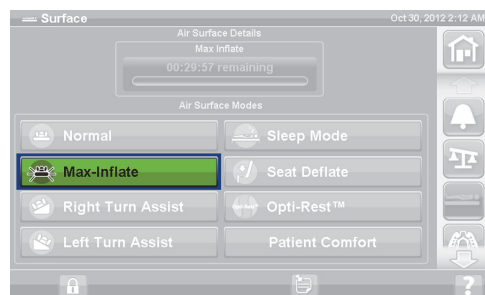 Surface
Oct 30, 2012 2:12 AM
Air Surface Details
Max Inflate
00:29:57 remaining
Air Surface Modes
Normal
Sleep Mode
Max-Inflate
Seat Deflate
Right Turn Assist
Opti-Rest™
Left Turn Assist
Patient Comfort
?